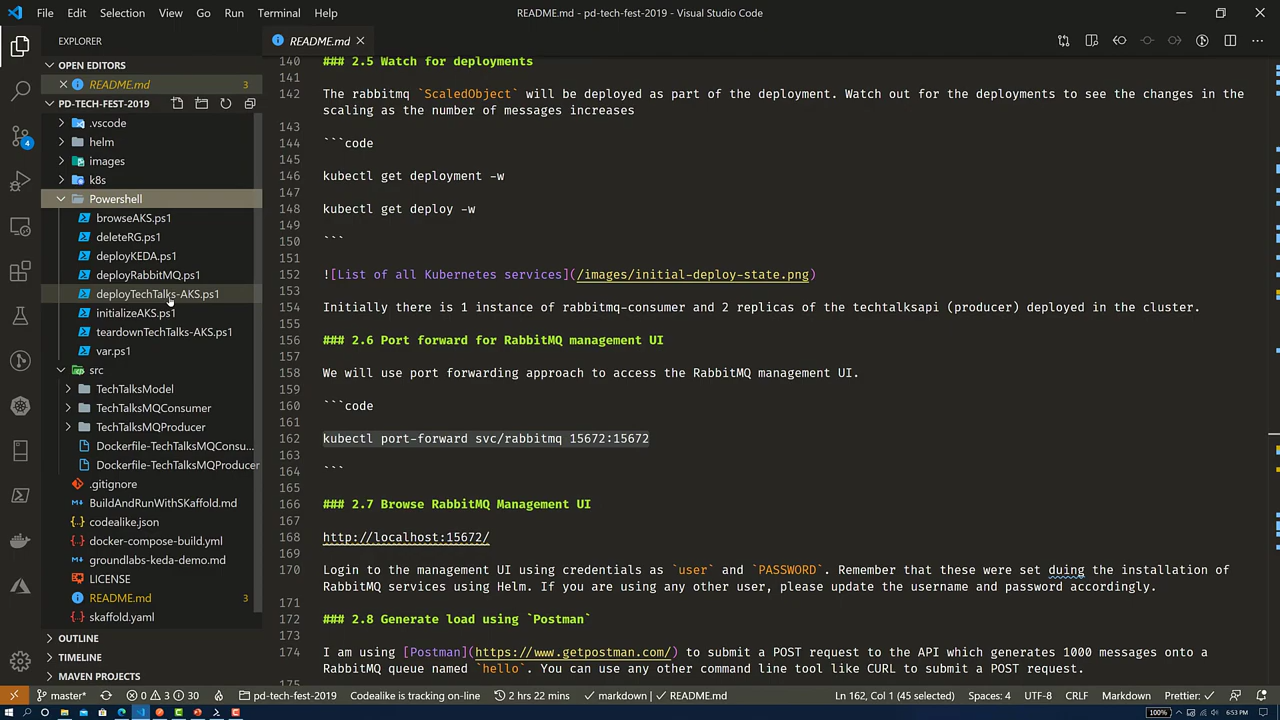 File Edit Selection View Go Run Terminal Help README.md - pd-tech-fest-2019 - Visual Studio Code
EXPLORER
README.md
OPEN EDITORS
README.md 3
PD-TECH-FEST-2019
.vscode
helm
images
k8s
Powershell
browseAKS.ps1
deleteRG.ps1
deployKEDA.ps1
deployRabbitMQ.ps1
deployTechTalks-AKS.ps1
initializeAKS.ps1
teardownTechTalks-AKS.ps1
var.ps1
src
TechTalksModel
TechTalksMQConsumer
TechTalksMQProducer
Dockerfile-TechTalksMQConsu...
Dockerfile-TechTalksMQProducer
.gitignore
BuildAndRunWithSKaffold.md
codealike.json
docker-compose-build.yml
groundlabs-keda-demo.md
LICENSE
README.md 3
skaffold.yaml
OUTLINE
TIMELINE
MAVEN PROJECTS
4
140 ### 2.5 Watch for deployments
141
142 The rabbitmq `ScaledObject` will be deployed as part of the deployment. Watch out for the deployments to see the changes in the
scaling as the number of messages increases
143
144 ```code
145
146 kubectl get deployment -w
147
148 kubectl get deploy -w
149
150 ```
151
152 ![List of all Kubernetes services](/images/initial-deploy-state.png)
153
154 Initially there is 1 instance of rabbitmq-consumer and 2 replicas of the techtalksapi (producer) deployed in the cluster.
155
156 ### 2.6 Port forward for RabbitMQ management UI
157
158 We will use port forwarding approach to access the RabbitMQ management UI.
159
160 ```code
161
162 kubectl port-forward svc/rabbitmq 15672:15672
163
164 ```
165
166 ### 2.7 Browse RabbitMQ Management UI
167
168 http://localhost:15672/
169
170 Login to the management UI using credentials as `user` and `PASSWORD`. Remember that these were set duing the installation of
RabbitMQ services using Helm. If you are using any other user, please update the username and password accordingly.
171
172 ### 2.8 Generate load using `Postman`
173
174 I am using [Postman](https://www.getpostman.com/) to submit a POST request to the API which generates 1000 messages onto a
RabbitMQ queue named `hello`. You can use any other command line tool like CURL to submit a POST request.
175
master* 0 3 30 pd-tech-fest-2019 Codealike is tracking on-line 2 hrs 22 mins markdown README.md Ln 162, Col 1 (45 selected) Spaces: 4 UTF-8 CRLF Markdown Prettier:
100% 6:53 PM